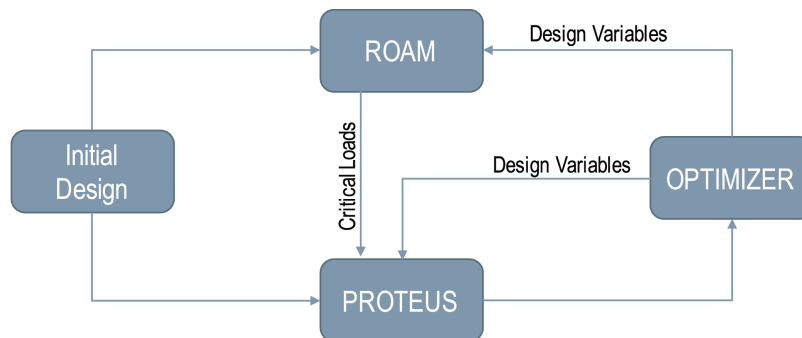 ROAM
Design Variables
Initial
Design
Critical Loads
Design Variables
OPTIMIZER
PROTEUS